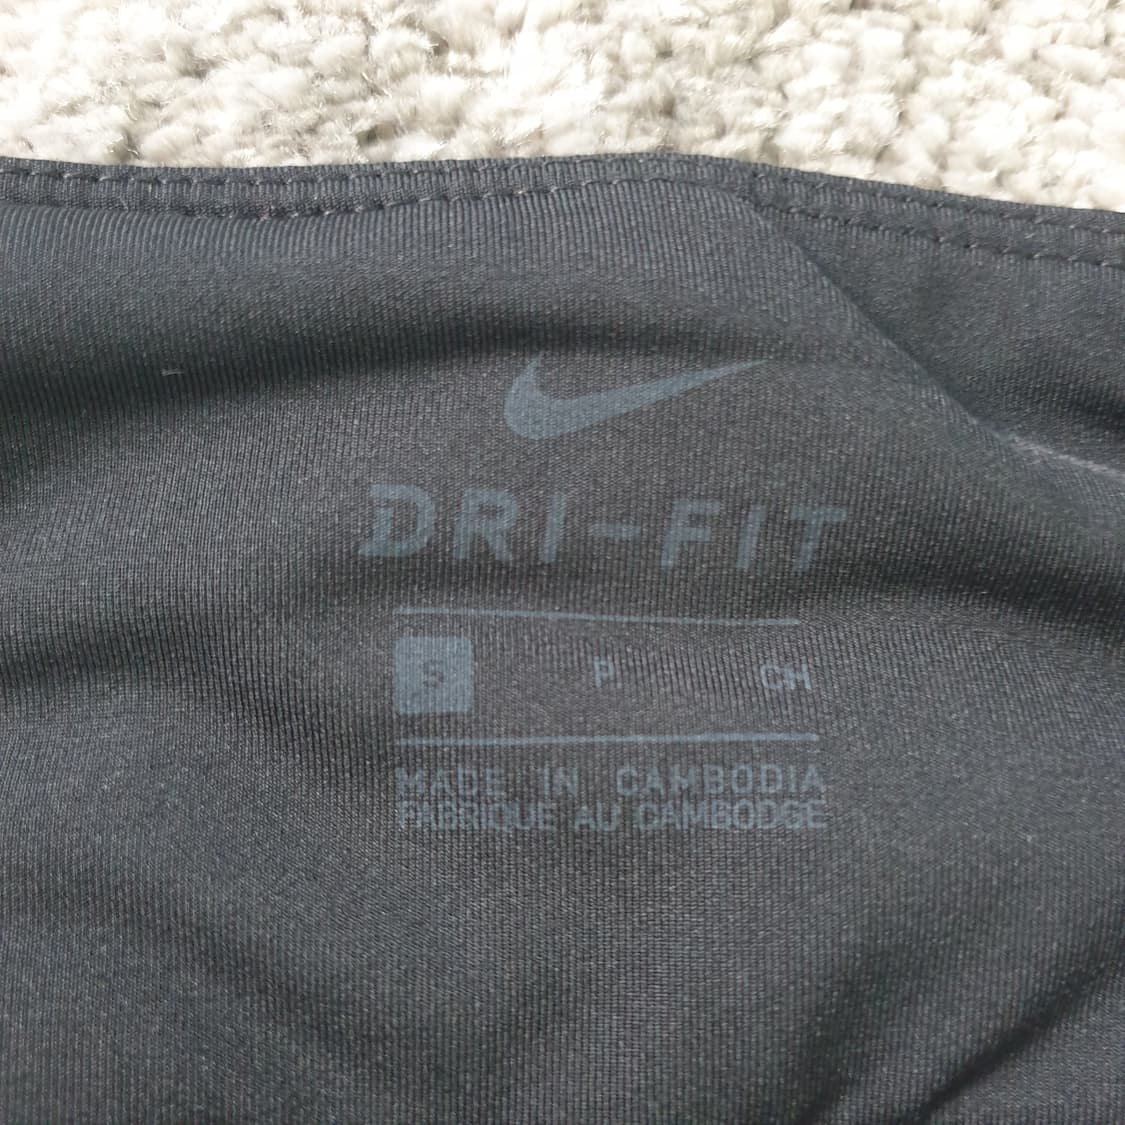 DRI-FIT
S P. CH
MADE IN CAMBODIA
FABRIQUE AU CAMBODGE